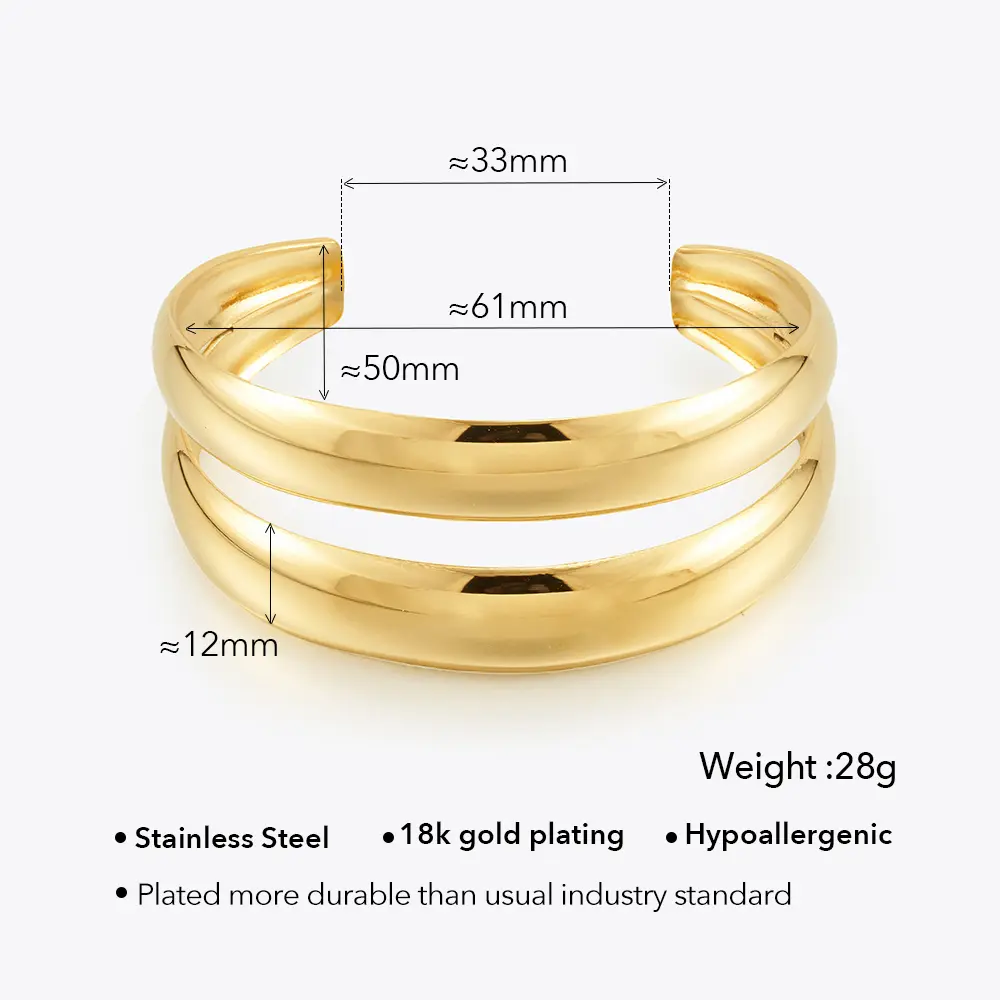 ≈33mm
≈61mm
≈50mm
≈12mm
Weight :28g
• Stainless Steel • 18k gold plating • Hypoallergenic
• Plated more durable than usual industry standard